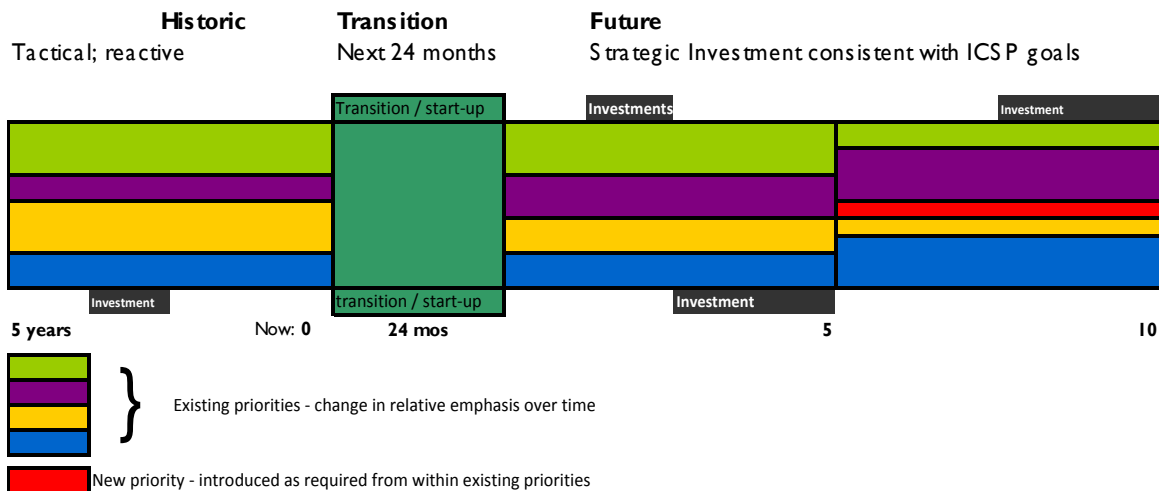 Historic Transition Future
Tactical; reactive Next 24 months Strategic Investment consistent with ICSP goals
Transition / start-up Investments Investment
Investment transition / start-up Investment
5 years Now: 0 24 mos 5 10
} Existing priorities - change in relative emphasis over time
New priority - introduced as required from within existing priorities